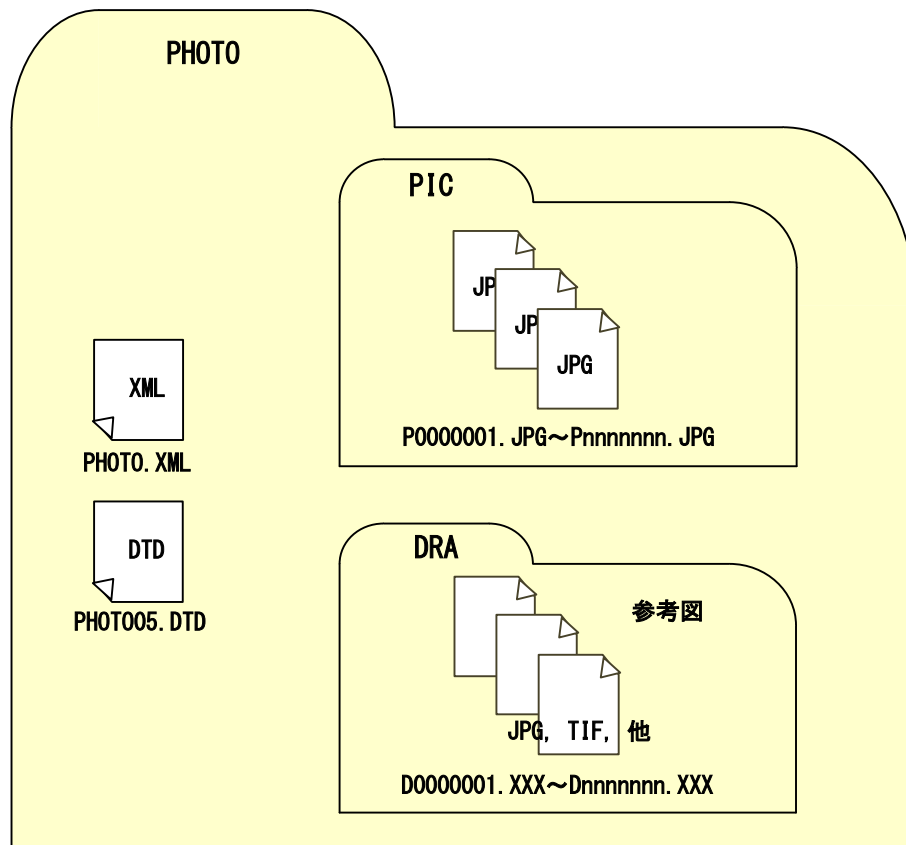 PHOTO
PIC
JP
JP
JPG
P0000001.JPG～Pnnnnnnn.JPG
XML
PHOTO.XML
DTD
PHOTO05.DTD
DRA
参考図
JPG, TIF, 他
D0000001.XXX～Dnnnnnnn.XXX